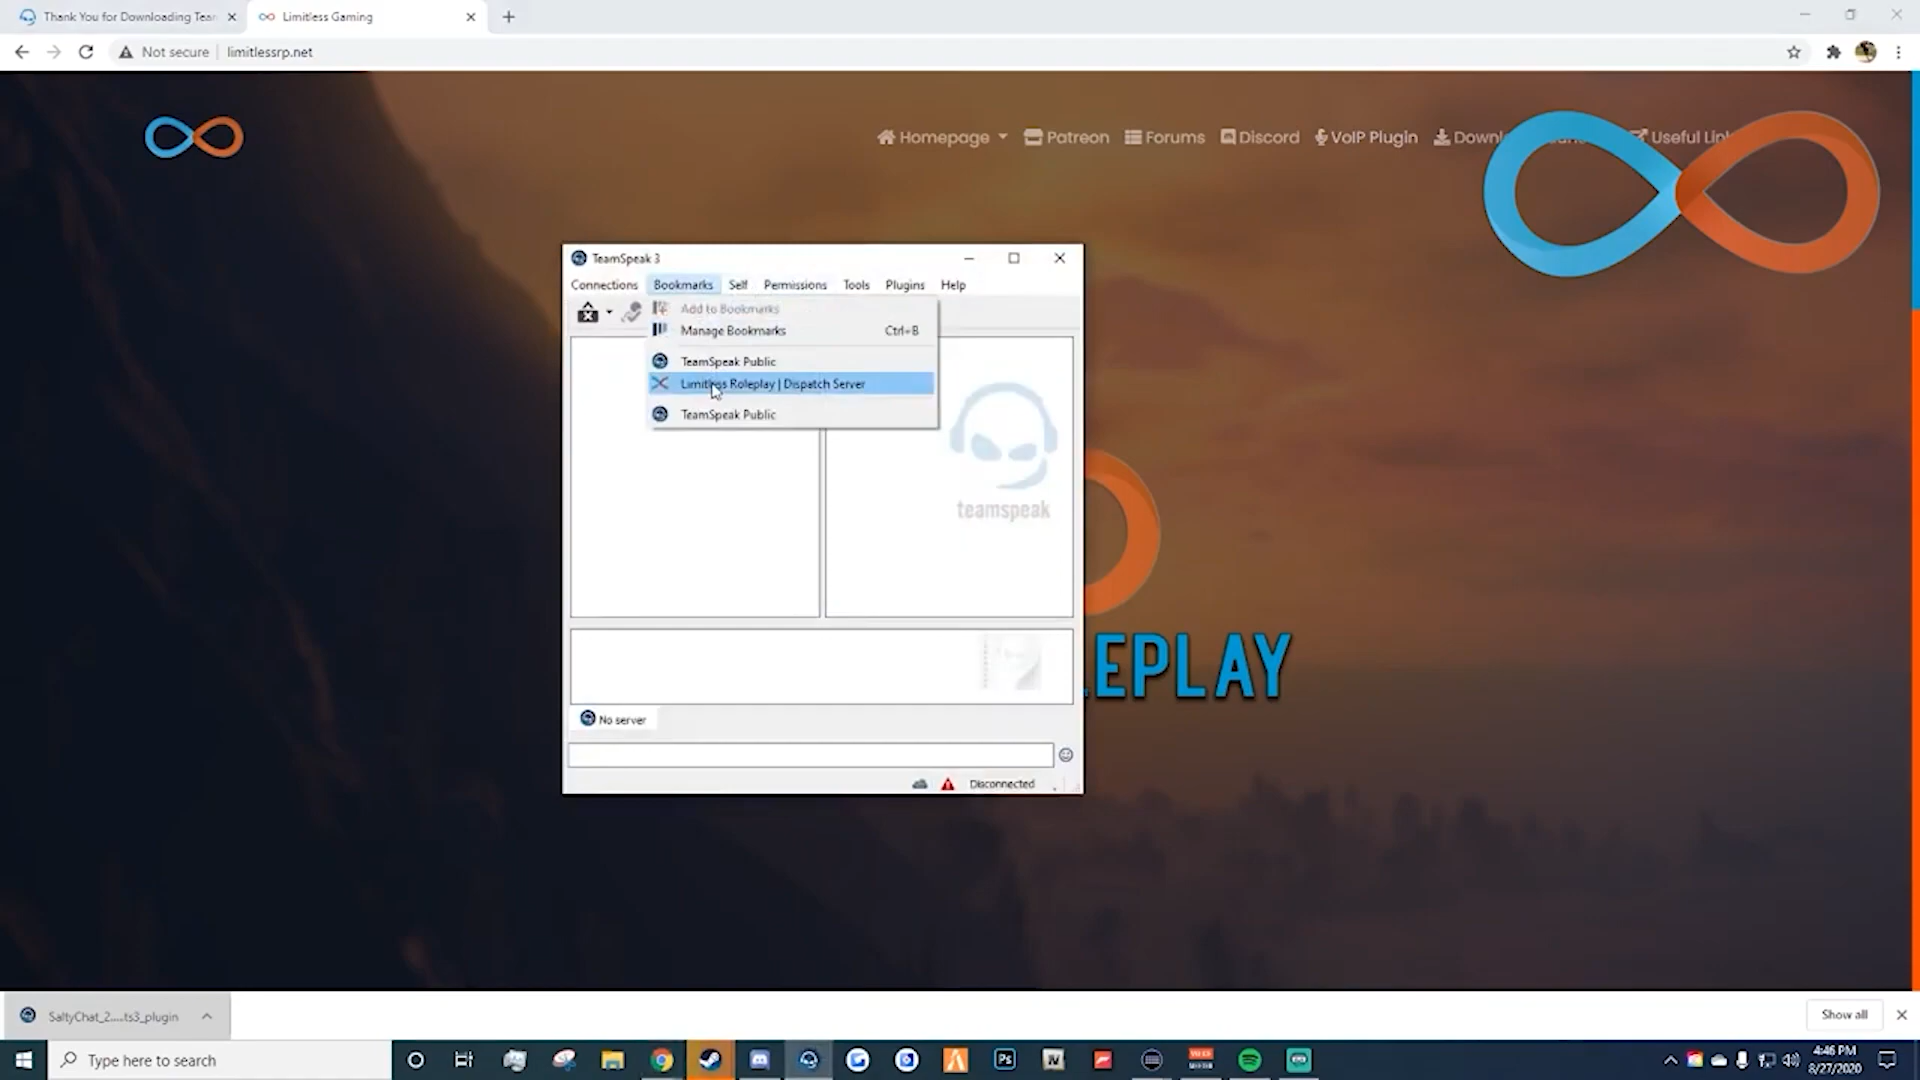 Thank You for Downloading Tea
Limitless Gaming
Not secure
limitlessrp.net
Homepage
Patreon
Forums
Discord
VoIP Plugin
Useful
TeamSpeak 3
Connections
Bookmarks
Self
Permissions
Tools
Plugins
Help
Add to Bookmarks
Manage Bookmarks
Ctrl+B
TeamSpeak Public
Limitless Roleplay | Dispatch Server
TeamSpeak Public
teamspeak
EPLAY
No server
Disconnected
SaltyChat_2....ts3_plugin
Show all
Type here to search
Ps
IV
4:46 PM
8/27/2020